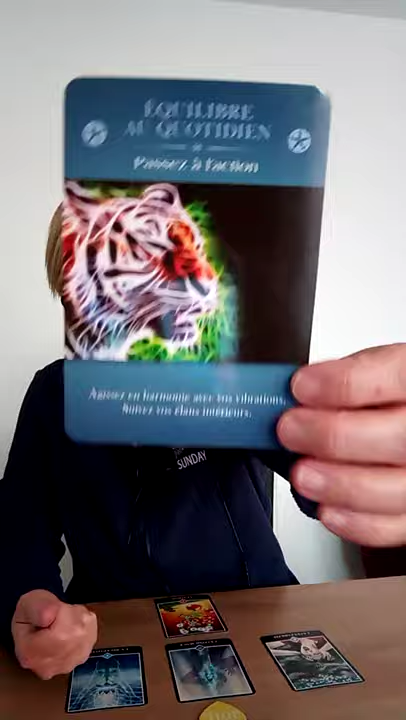 ÉQUILIBRE
AU QUOTIDIEN
Passez à l'action
Agissez en harmonie avec vos vibrations.
Suivez vos élans intérieurs.
SUNDAY